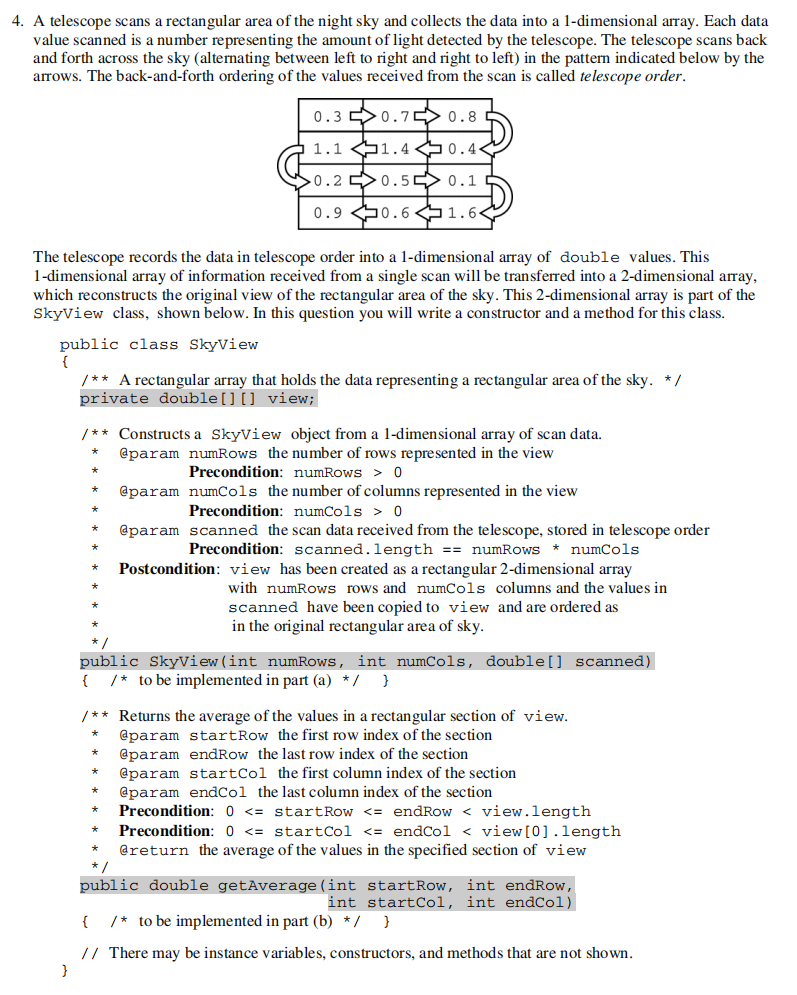 4. A telescope scans a rectangular area of the night sky and collects the data into a 1-dimensional array. Each data
value scanned is a number representing the amount of light detected by the telescope. The telescope scans back
and forth across the sky (alternating between left to right and right to left) in the pattern indicated below by the
arrows. The back-and-forth ordering of the values received from the scan is called telescope order.
0.3 0.7 0.8
1.1 1.4 0.4
0.2 0.5 0.1
0.9 0.6 1.6
The telescope records the data in telescope order into a 1-dimensional array of double values. This
1-dimensional array of information received from a single scan will be transferred into a 2-dimensional array,
which reconstructs the original view of the rectangular area of the sky. This 2-dimensional array is part of the
SkyView class, shown below. In this question you will write a constructor and a method for this class.
public class SkyView
{
/** A rectangular array that holds the data representing a rectangular area of the sky. */
private double[][] view;
/** Constructs a SkyView object from a 1-dimensional array of scan data.
* @param numRows the number of rows represented in the view
* Precondition: numRows > 0
* @param numCols the number of columns represented in the view
* Precondition: numCols > 0
* @param scanned the scan data received from the telescope, stored in telescope order
* Precondition: scanned.length == numRows * numCols
* Postcondition: view has been created as a rectangular 2-dimensional array
* with numRows rows and numCols columns and the values in
* scanned have been copied to view and are ordered as
* in the original rectangular area of sky.
*/
public SkyView(int numRows, int numCols, double[] scanned)
{ /* to be implemented in part (a) */ }
/** Returns the average of the values in a rectangular section of view.
* @param startRow the first row index of the section
* @param endRow the last row index of the section
* @param startCol the first column index of the section
* @param endCol the last column index of the section
* Precondition: 0 <= startRow <= endRow < view.length
* Precondition: 0 <= startCol <= endCol < view[0].length
* @return the average of the values in the specified section of view
*/
public double getAverage(int startRow, int endRow,
int startCol, int endCol)
{ /* to be implemented in part (b) */ }
// There may be instance variables, constructors, and methods that are not shown.
}